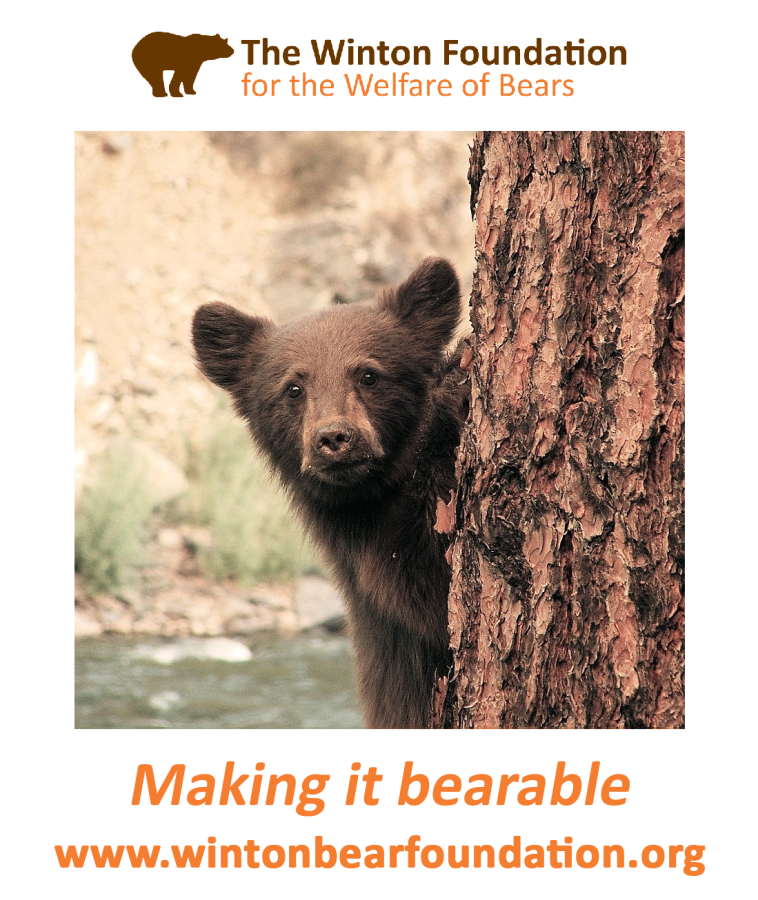 The Winton Foundation
for the Welfare of Bears
Making it bearable
www.wintonbearfoundation.org